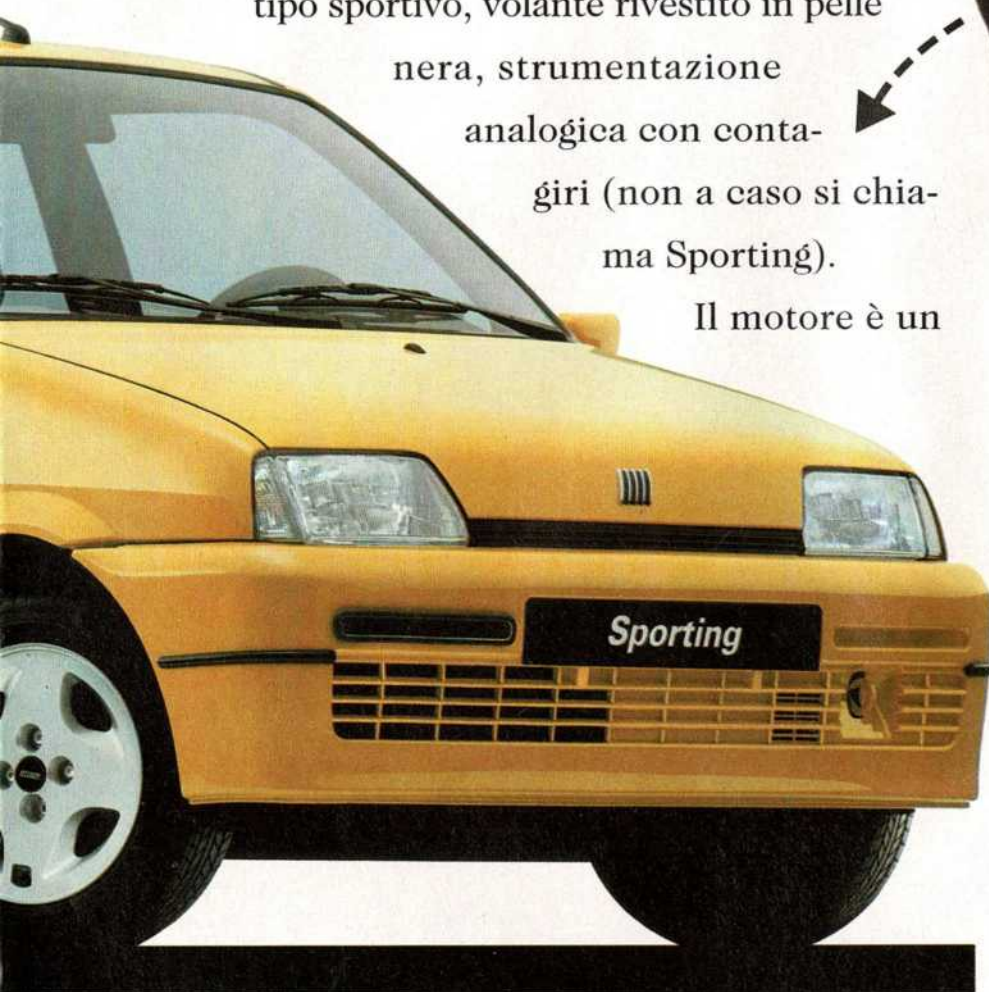 tipo sportivo, volante rivestito in pelle
nera, strumentazione
analogica con conta-
giri (non a caso si chia-
ma Sporting).
Il motore è un
Sporting